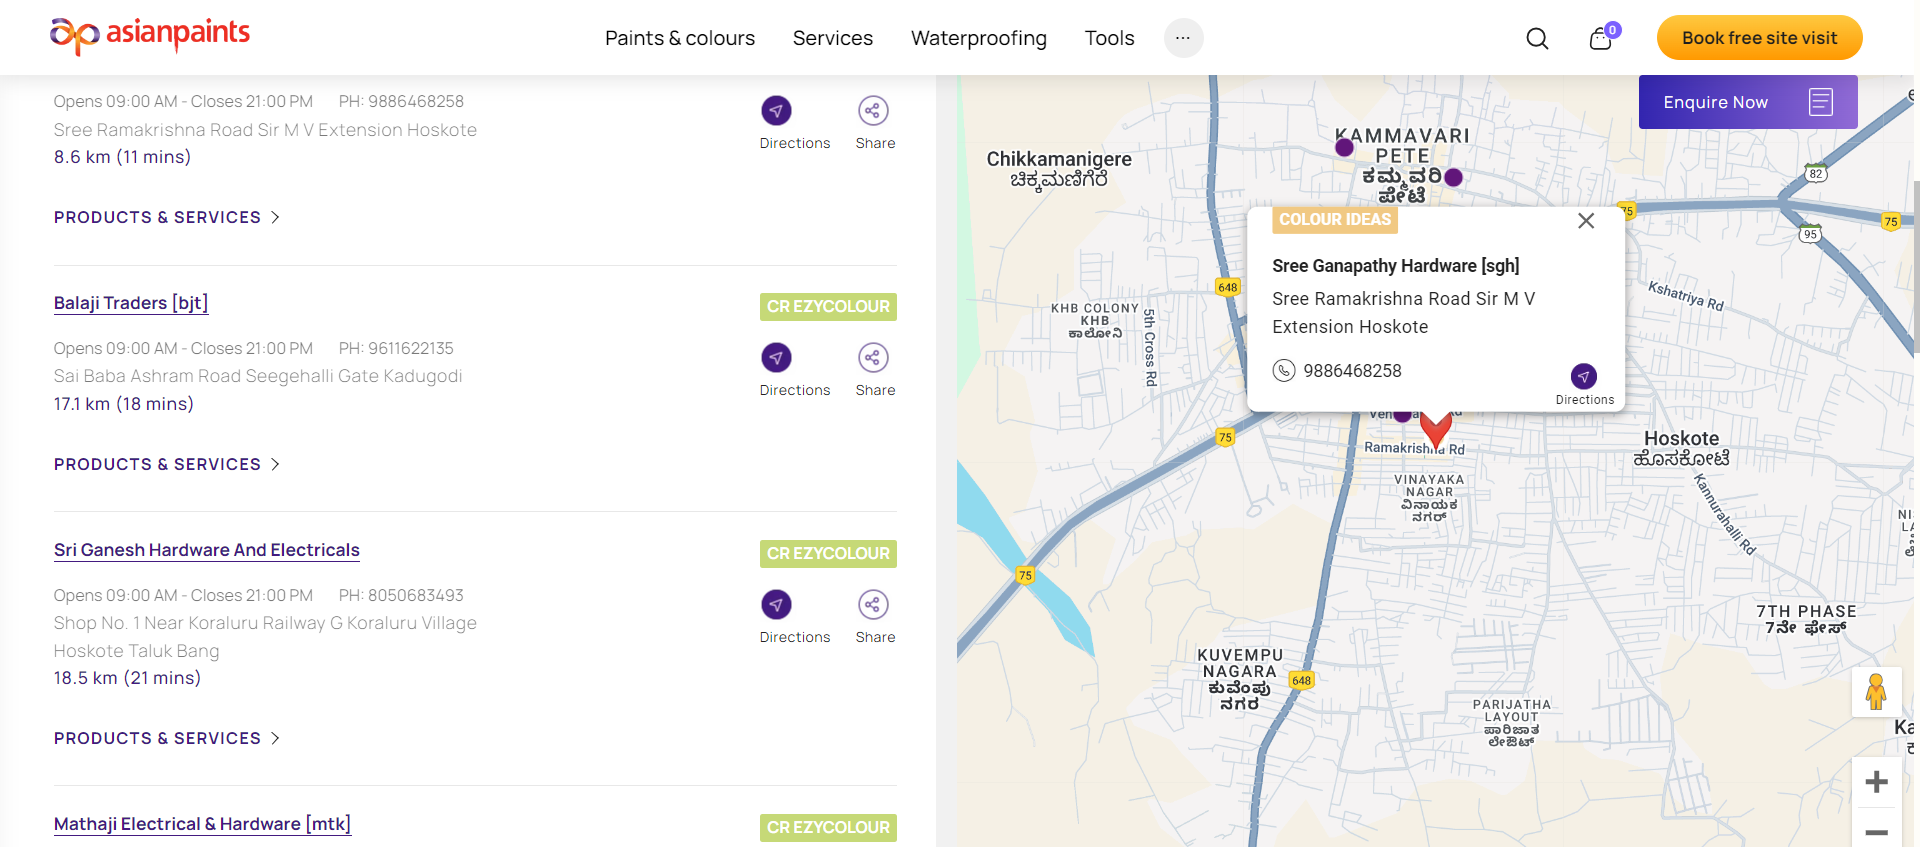 asianpaints
Paints & colours
Services
Waterproofing
Tools
...
0
Book free site visit
Opens 09:00 AM - Closes 21:00 PM PH: 9886468258
Sree Ramakrishna Road Sir M V Extension Hoskote
8.6 km (11 mins)
Directions
Share
PRODUCTS & SERVICES
Balaji Traders [bjt]
CR EZYCOLOUR
Opens 09:00 AM - Closes 21:00 PM PH: 9611622135
Sai Baba Ashram Road Seegehalli Gate Kadugodi
17.1 km (18 mins)
Directions
Share
PRODUCTS & SERVICES
Sri Ganesh Hardware And Electricals
CR EZYCOLOUR
Opens 09:00 AM - Closes 21:00 PM PH: 8050683493
Shop No. 1 Near Koraluru Railway G Koraluru Village
Hoskote Taluk Bang
18.5 km (21 mins)
Directions
Share
PRODUCTS & SERVICES
Mathaji Electrical & Hardware [mtk]
CR EZYCOLOUR
Enquire Now
KAMMAVARI
PETE
ಕಮ್ಮವರಿ
ಪೇಟೆ
Chikkamanigere
ಚಿಕ್ಕಮಣಿಗೆರೆ
82
75
75
95
COLOUR IDEAS
Sree Ganapathy Hardware [sgh]
Sree Ramakrishna Road Sir M V
Extension Hoskote
9886468258
Directions
648
Kshatriya Rd
KHB COLONY
KHB
ಕಾಲೋನಿ
5th Cross Rd
75
Ramakrishna Rd
Hoskote
ಹೊಸಕೋಟೆ
VINAYAKA
NAGAR
ವಿನಾಯಕ
ನಗರ್
Kannurahalli Rd
75
7TH PHASE
7ನೇ ಫೇಸ್
KUVEMPU
NAGARA
ಕುವೆಂಪು
ನಗರ
648
PARIJATHA
LAYOUT
ಪಾರಿಜಾತ
ಲೇಔಟ್